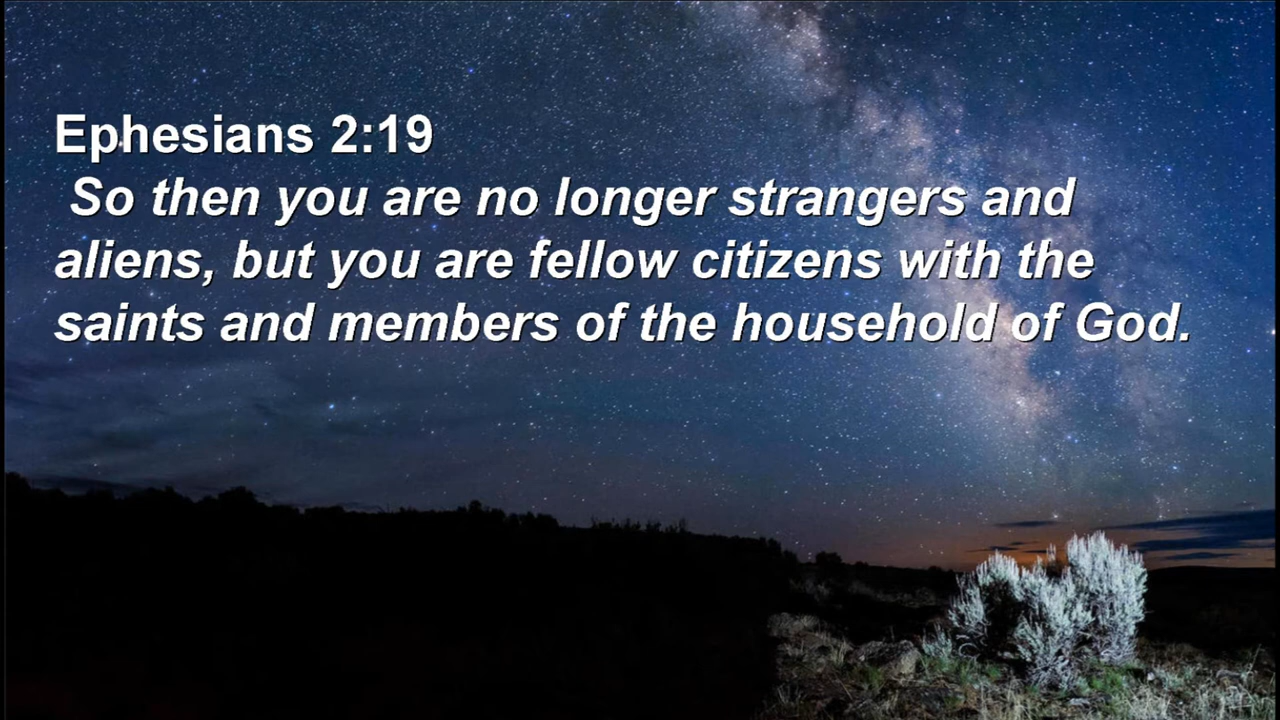 Ephesians 2:19
So then you are no longer strangers and
aliens, but you are fellow citizens with the
saints and members of the household of God.